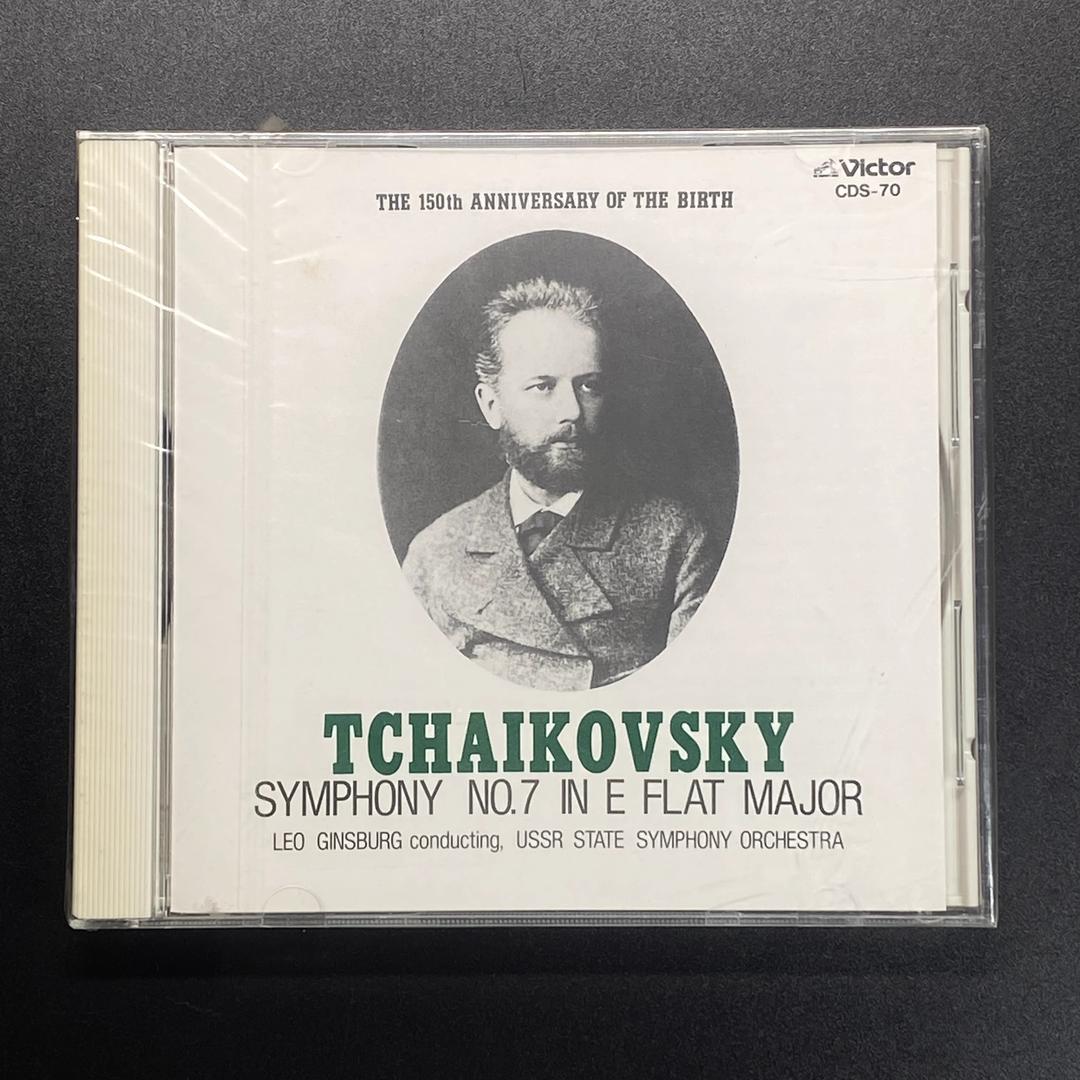 Victor
CDS-70
THE 150th ANNIVERSARY OF THE BIRTH
TCHAIKOVSKY
SYMPHONY NO.7 IN E FLAT MAJOR
LEO GINSBURG conducting, USSR STATE SYMPHONY ORCHESTRA